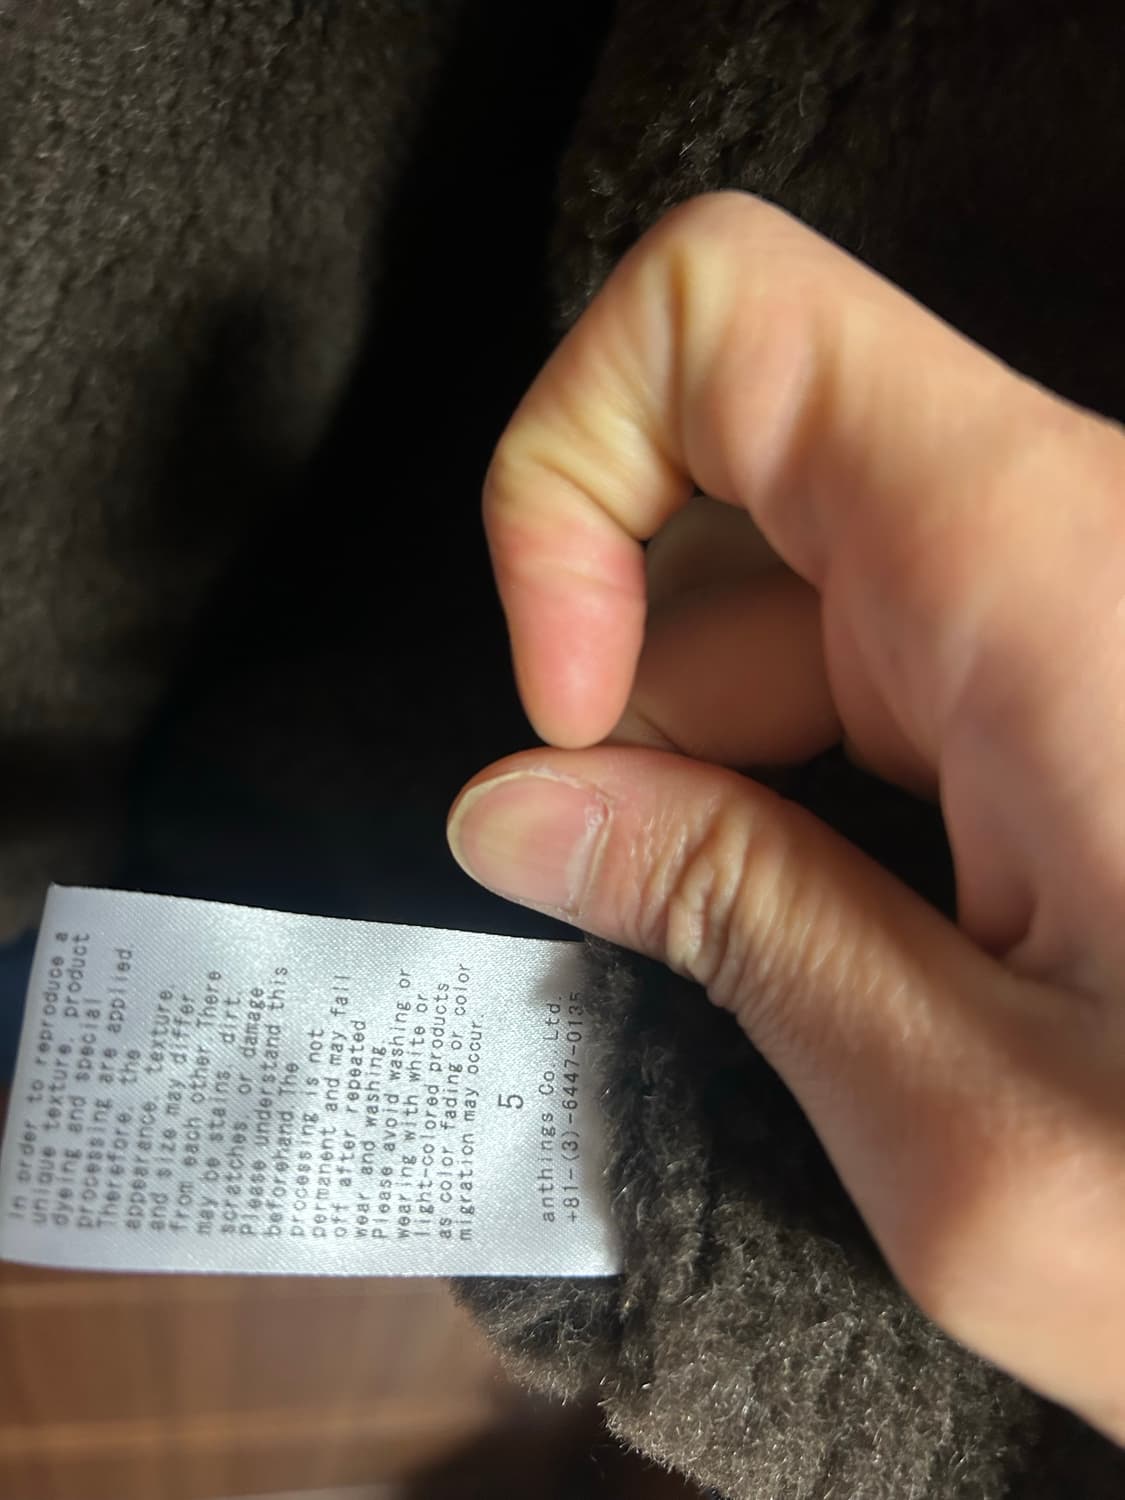 In order to reproduce a
unique texture, product
dyeing and special
processing are applied.
Therefore, the
appearance, texture,
and size may differ
from each other. There
may be stains, dirt,
scratches, or damage.
Please understand this
beforehand. The
processing is not
permanent and may fall
off after repeated
wear and washing.
Please avoid washing or
wearing with white or
light-colored products,
as color fading or color
migration may occur.
5
anthings Co., Ltd.
+81-(3)-6447-0135